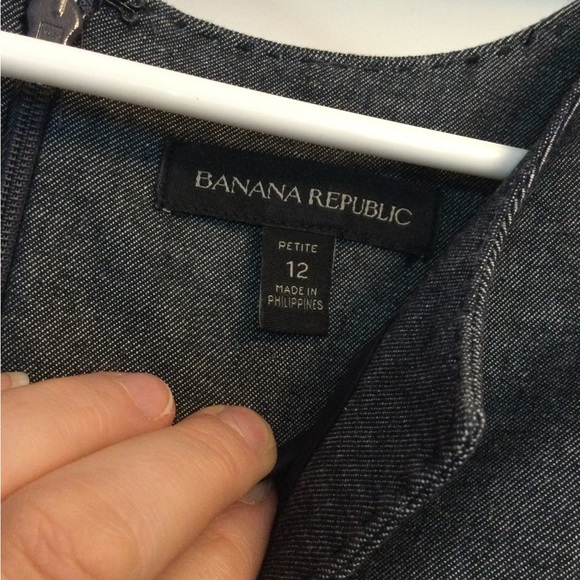 BANANA REPUBLIC
PETITE
12
MADE IN
PHILIPPINES